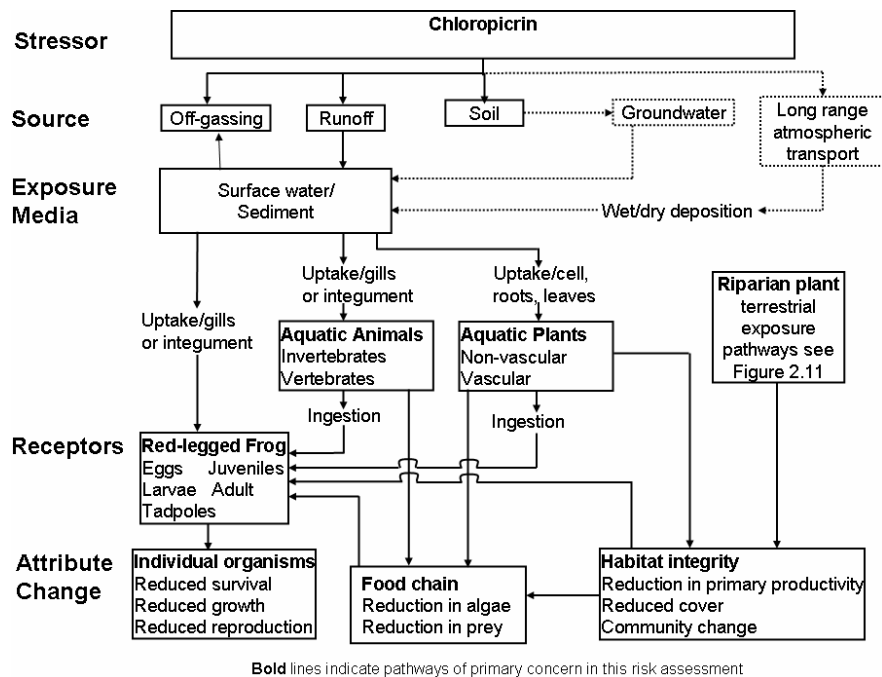 Stressor
Chloropicrin
Source
Off-gassing
Runoff
Soil
Groundwater
Long range
atmospheric
transport
Exposure
Media
Surface water/
Sediment
Wet/dry deposition
Uptake/gills
or integument
Uptake/gills
or integument
Uptake/cell,
roots, leaves
Riparian plant
terrestrial
exposure
pathways see
Figure 2.11
Aquatic Animals
Invertebrates
Vertebrates
Aquatic Plants
Non-vascular
Vascular
Ingestion
Ingestion
Receptors
Red-legged Frog
Eggs Juveniles
Larvae Adult
Tadpoles
Attribute
Change
Individual organisms
Reduced survival
Reduced growth
Reduced reproduction
Food chain
Reduction in algae
Reduction in prey
Habitat integrity
Reduction in primary productivity
Reduced cover
Community change
Bold lines indicate pathways of primary concern in this risk assessment